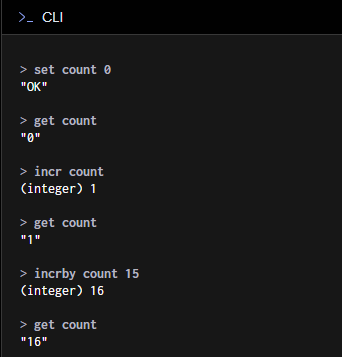 >_ CLI
> set count 0
"OK"
> get count
"0"
> incr count
(integer) 1
> get count
"1"
> incrby count 15
(integer) 16
> get count
"16"